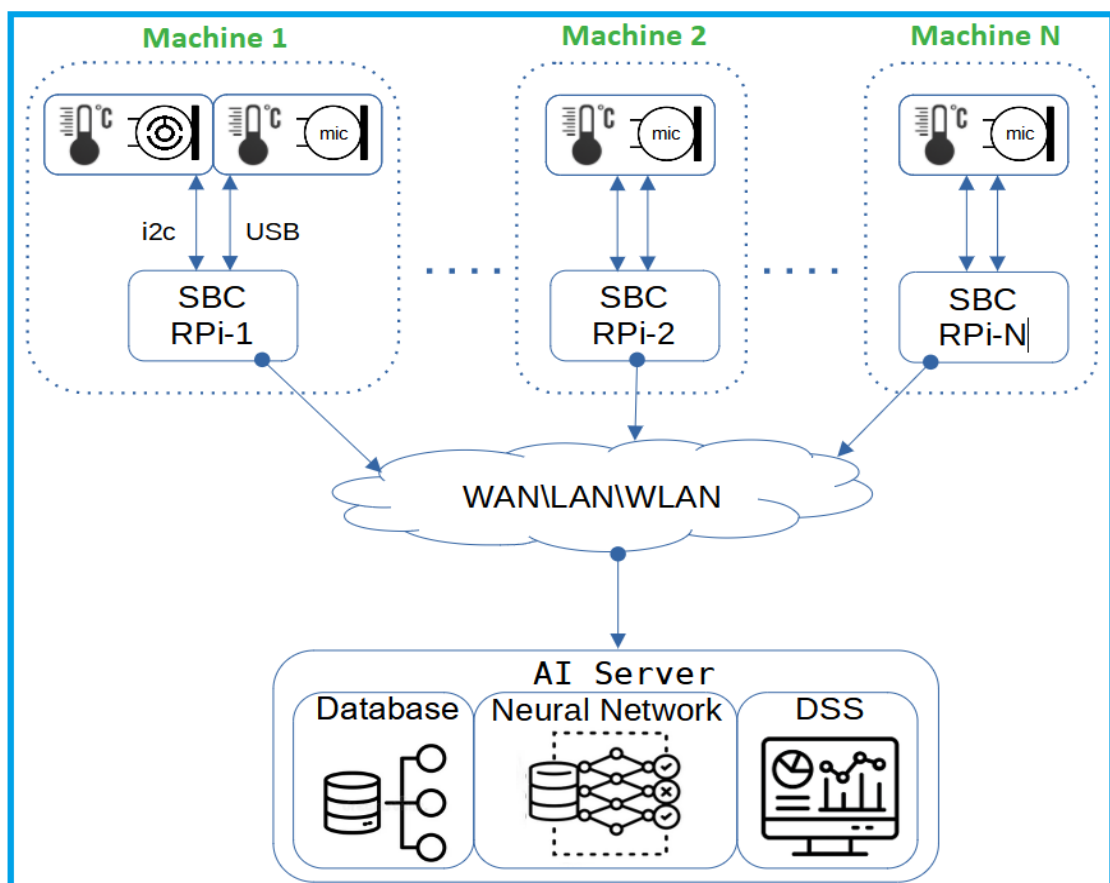 Machine 1
Machine 2
Machine N
°C
°C
mic
°C
mic
°C
mic
i2c
USB
SBC
RPi-1
SBC
RPi-2
SBC
RPi-N
WAN\LAN\WLAN
AI Server
Database
Neural Network
DSS